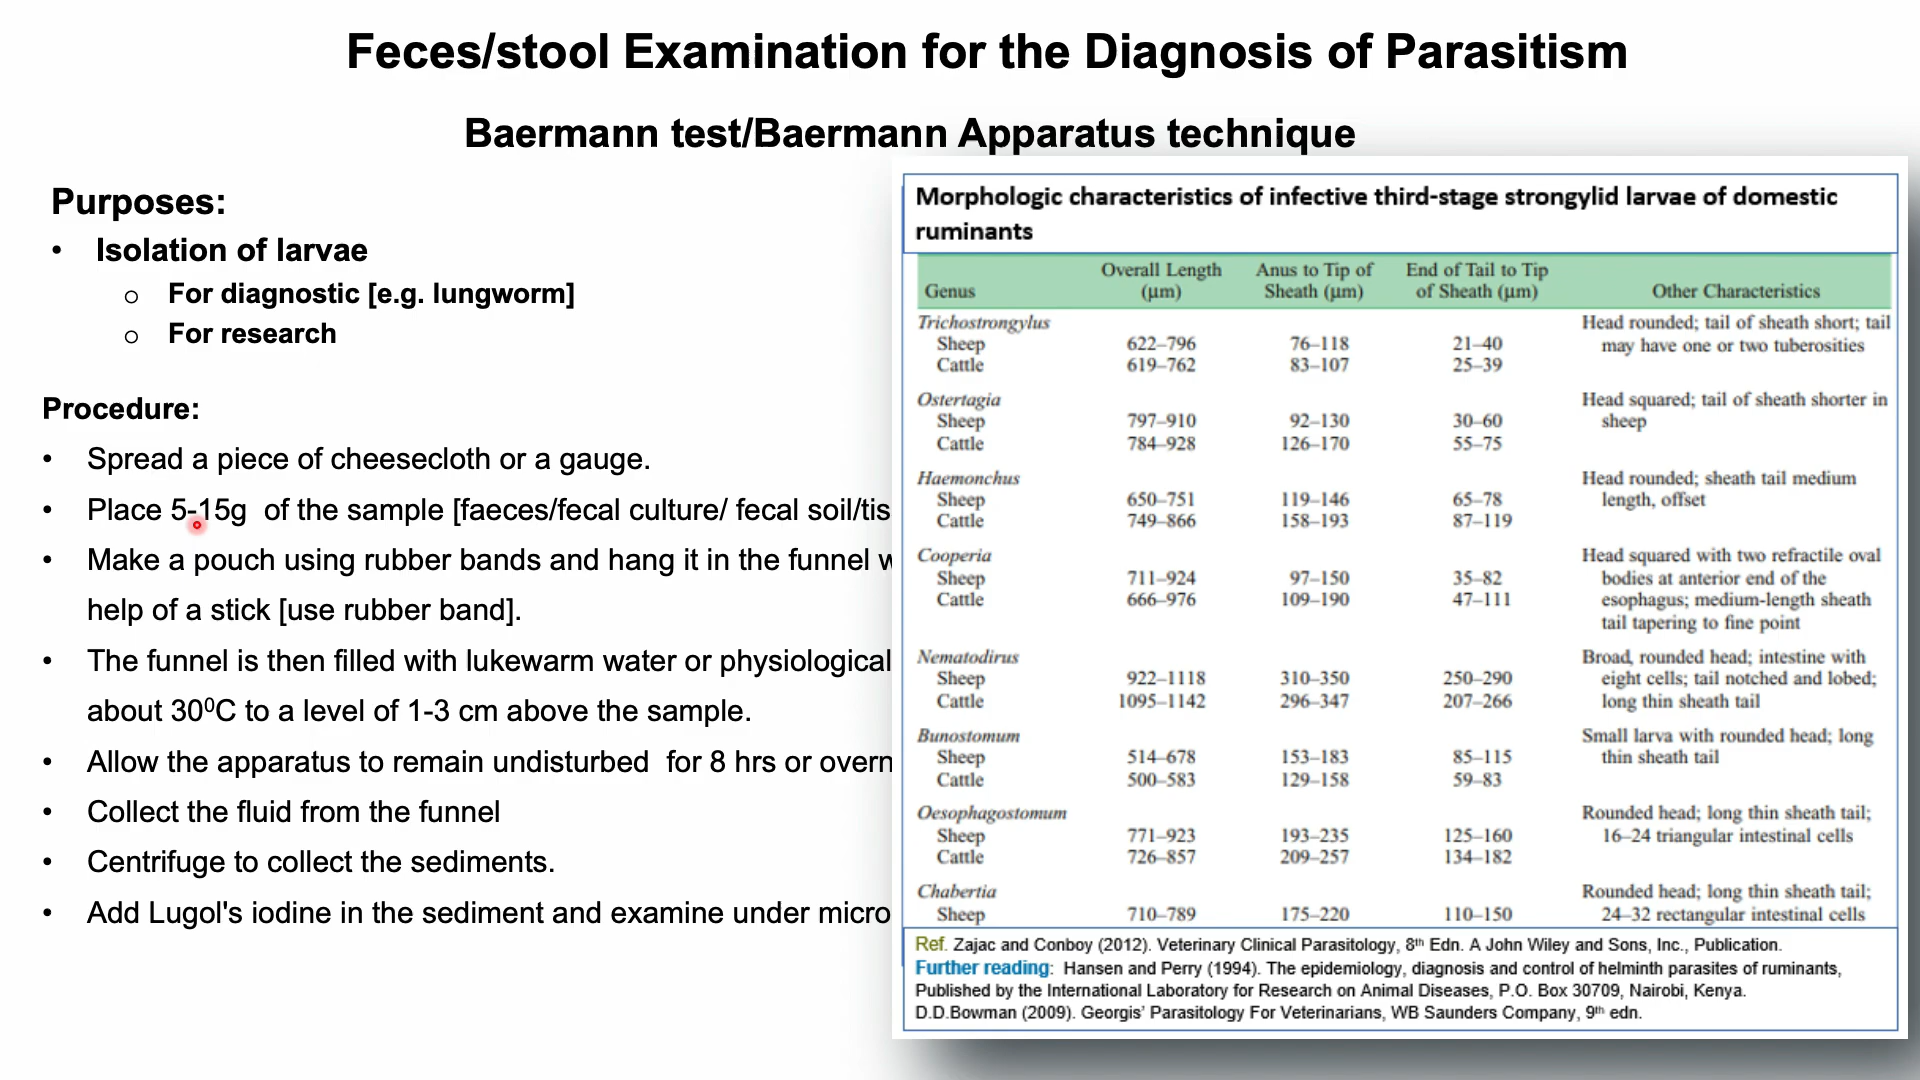 Feces/stool Examination for the Diagnosis of Parasitism
Baermann test/Baermann Apparatus technique
Purposes:
• Isolation of larvae
o For diagnostic [e.g. lungworm]
o For research
Procedure:
• Spread a piece of cheesecloth or a gauge.
• Place 5-15g of the sample [faeces/fecal culture/ fecal soil/tis
• Make a pouch using rubber bands and hang it in the funnel w
help of a stick [use rubber band].
• The funnel is then filled with lukewarm water or physiological
about 30⁰C to a level of 1-3 cm above the sample.
• Allow the apparatus to remain undisturbed for 8 hrs or overn
• Collect the fluid from the funnel
• Centrifuge to collect the sediments.
• Add Lugol's iodine in the sediment and examine under micro
Morphologic characteristics of infective third-stage strongylid larvae of domestic
ruminants
Overall Length Anus to Tip of End of Tail to Tip
Genus (μm) Sheath (μm) of Sheath (μm) Other Characteristics
Trichostrongylus Head rounded; tail of sheath short; tail
Sheep 622–796 76–118 21–40 may have one or two tuberosities
Cattle 619–762 83–107 25–39
Ostertagia Head squared; tail of sheath shorter in
Sheep 797–910 92–130 30–60 sheep
Cattle 784–928 126–170 55–75
Haemonchus Head rounded; sheath tail medium
Sheep 650–751 119–146 65–78 length, offset
Cattle 749–866 158–193 87–119
Cooperia Head squared with two refractile oval
Sheep 711–924 97–150 35–82 bodies at anterior end of the
Cattle 666–976 109–190 47–111 esophagus; medium-length sheath
tail tapering to fine point
Nematodirus Broad, rounded head; intestine with
Sheep 922–1118 310–350 250–290 eight cells; tail notched and lobed;
Cattle 1095–1142 296–347 207–266 long thin sheath tail
Bunostomum Small larva with rounded head; long
Sheep 514–678 153–183 85–115 thin sheath tail
Cattle 500–583 129–158 59–83
Oesophagostomum Rounded head; long thin sheath tail;
Sheep 771–923 193–235 125–160 16–24 triangular intestinal cells
Cattle 726–857 209–257 134–182
Chabertia Rounded head; long thin sheath tail;
Sheep 710–789 175–220 110–150 24–32 rectangular intestinal cells
Ref. Zajac and Conboy (2012). Veterinary Clinical Parasitology, 8th Edn. A John Wiley and Sons, Inc., Publication.
Further reading: Hansen and Perry (1994). The epidemiology, diagnosis and control of helminth parasites of ruminants,
Published by the International Laboratory for Research on Animal Diseases, P.O. Box 30709, Nairobi, Kenya.
D.D.Bowman (2009). Georgis' Parasitology For Veterinarians, WB Saunders Company, 9th edn.